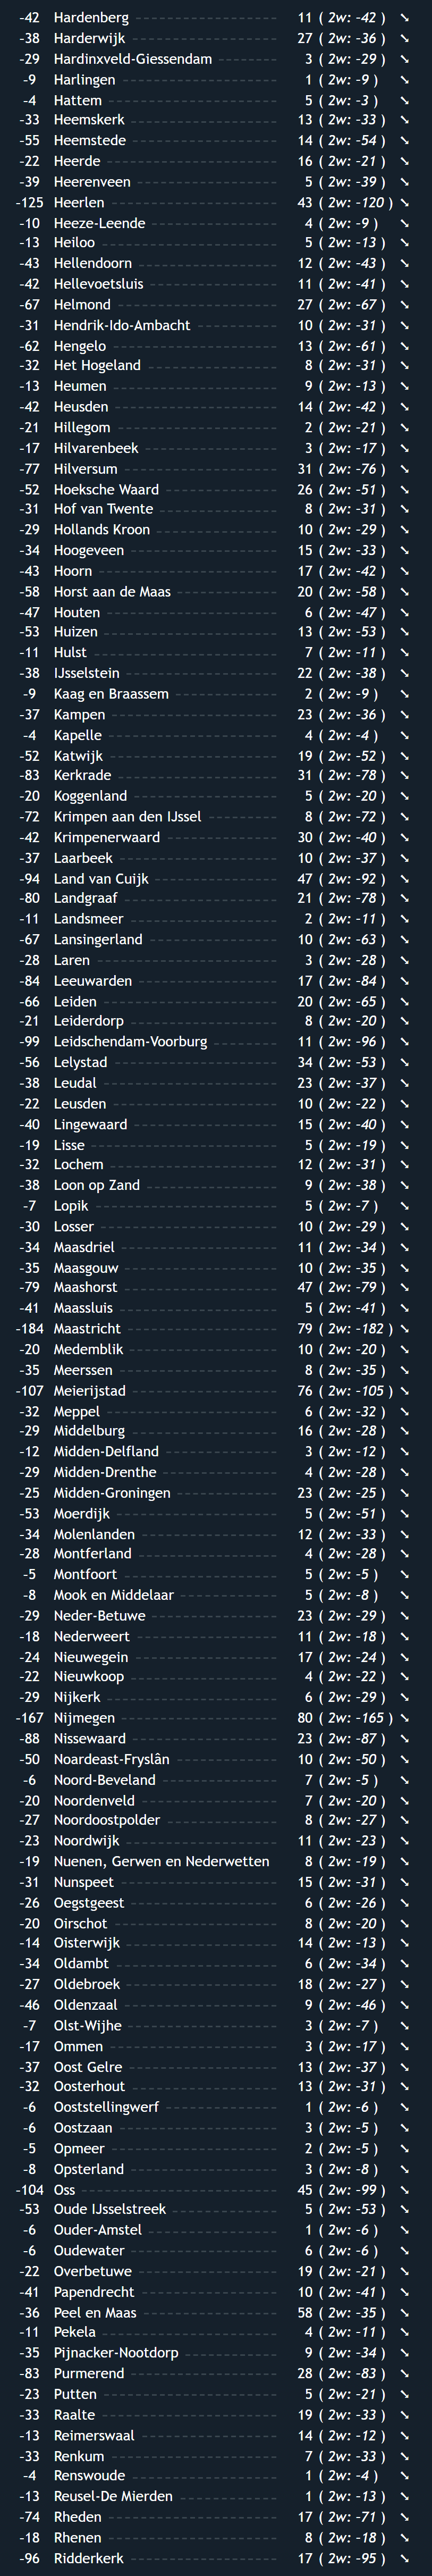 -42 Hardenberg 11 ( 2w: -42 ) ➘
-38 Harderwijk 27 ( 2w: -36 ) ➘
-29 Hardinxveld-Giessendam 3 ( 2w: -29 ) ➘
-9 Harlingen 1 ( 2w: -9 ) ➘
-4 Hattem 5 ( 2w: -3 ) ➘
-33 Heemskerk 13 ( 2w: -33 ) ➘
-55 Heemstede 14 ( 2w: -54 ) ➘
-22 Heerde 16 ( 2w: -21 ) ➘
-39 Heerenveen 5 ( 2w: -39 ) ➘
-125 Heerlen 43 ( 2w: -120 ) ➘
-10 Heeze-Leende 4 ( 2w: -9 ) ➘
-13 Heiloo 5 ( 2w: -13 ) ➘
-43 Hellendoorn 12 ( 2w: -43 ) ➘
-42 Hellevoetsluis 11 ( 2w: -41 ) ➘
-67 Helmond 27 ( 2w: -67 ) ➘
-31 Hendrik-Ido-Ambacht 10 ( 2w: -31 ) ➘
-62 Hengelo 13 ( 2w: -61 ) ➘
-32 Het Hogeland 8 ( 2w: -31 ) ➘
-13 Heumen 9 ( 2w: -13 ) ➘
-42 Heusden 14 ( 2w: -42 ) ➘
-21 Hillegom 2 ( 2w: -21 ) ➘
-17 Hilvarenbeek 3 ( 2w: -17 ) ➘
-77 Hilversum 31 ( 2w: -76 ) ➘
-52 Hoeksche Waard 26 ( 2w: -51 ) ➘
-31 Hof van Twente 8 ( 2w: -31 ) ➘
-29 Hollands Kroon 10 ( 2w: -29 ) ➘
-34 Hoogeveen 15 ( 2w: -33 ) ➘
-43 Hoorn 17 ( 2w: -42 ) ➘
-58 Horst aan de Maas 20 ( 2w: -58 ) ➘
-47 Houten 6 ( 2w: -47 ) ➘
-53 Huizen 13 ( 2w: -53 ) ➘
-11 Hulst 7 ( 2w: -11 ) ➘
-38 IJsselstein 22 ( 2w: -38 ) ➘
-9 Kaag en Braassem 2 ( 2w: -9 ) ➘
-37 Kampen 23 ( 2w: -36 ) ➘
-4 Kapelle 4 ( 2w: -4 ) ➘
-52 Katwijk 19 ( 2w: -52 ) ➘
-83 Kerkrade 31 ( 2w: -78 ) ➘
-20 Koggenland 5 ( 2w: -20 ) ➘
-72 Krimpen aan den IJssel 8 ( 2w: -72 ) ➘
-42 Krimpenerwaard 30 ( 2w: -40 ) ➘
-37 Laarbeek 10 ( 2w: -37 ) ➘
-94 Land van Cuijk 47 ( 2w: -92 ) ➘
-80 Landgraaf 21 ( 2w: -78 ) ➘
-11 Landsmeer 2 ( 2w: -11 ) ➘
-67 Lansingerland 10 ( 2w: -63 ) ➘
-28 Laren 3 ( 2w: -28 ) ➘
-84 Leeuwarden 17 ( 2w: -84 ) ➘
-66 Leiden 20 ( 2w: -65 ) ➘
-21 Leiderdorp 8 ( 2w: -20 ) ➘
-99 Leidschendam-Voorburg 11 ( 2w: -96 ) ➘
-56 Lelystad 34 ( 2w: -53 ) ➘
-38 Leudal 23 ( 2w: -37 ) ➘
-22 Leusden 10 ( 2w: -22 ) ➘
-40 Lingewaard 15 ( 2w: -40 ) ➘
-19 Lisse 5 ( 2w: -19 ) ➘
-32 Lochem 12 ( 2w: -31 ) ➘
-38 Loon op Zand 9 ( 2w: -38 ) ➘
-7 Lopik 5 ( 2w: -7 ) ➘
-30 Losser 10 ( 2w: -29 ) ➘
-34 Maasdriel 11 ( 2w: -34 ) ➘
-35 Maasgouw 10 ( 2w: -35 ) ➘
-79 Maashorst 47 ( 2w: -79 ) ➘
-41 Maassluis 5 ( 2w: -41 ) ➘
-184 Maastricht 79 ( 2w: -182 ) ➘
-20 Medemblik 10 ( 2w: -20 ) ➘
-35 Meerssen 8 ( 2w: -35 ) ➘
-107 Meierijstad 76 ( 2w: -105 ) ➘
-32 Meppel 6 ( 2w: -32 ) ➘
-29 Middelburg 16 ( 2w: -28 ) ➘
-12 Midden-Delfland 3 ( 2w: -12 ) ➘
-29 Midden-Drenthe 4 ( 2w: -28 ) ➘
-25 Midden-Groningen 23 ( 2w: -25 ) ➘
-53 Moerdijk 5 ( 2w: -51 ) ➘
-34 Molenlanden 12 ( 2w: -33 ) ➘
-28 Montferland 4 ( 2w: -28 ) ➘
-5 Montfoort 5 ( 2w: -5 ) ➘
-8 Mook en Middelaar 5 ( 2w: -8 ) ➘
-29 Neder-Betuwe 23 ( 2w: -29 ) ➘
-18 Nederweert 11 ( 2w: -18 ) ➘
-24 Nieuwegein 17 ( 2w: -24 ) ➘
-22 Nieuwkoop 4 ( 2w: -22 ) ➘
-29 Nijkerk 6 ( 2w: -29 ) ➘
-167 Nijmegen 80 ( 2w: -165 ) ➘
-88 Nissewaard 23 ( 2w: -87 ) ➘
-50 Noardeast-Fryslân 10 ( 2w: -50 ) ➘
-6 Noord-Beveland 7 ( 2w: -5 ) ➘
-20 Noordenveld 7 ( 2w: -20 ) ➘
-27 Noordoostpolder 8 ( 2w: -27 ) ➘
-23 Noordwijk 11 ( 2w: -23 ) ➘
-19 Nuenen, Gerwen en Nederwetten 8 ( 2w: -19 ) ➘
-31 Nunspeet 15 ( 2w: -31 ) ➘
-26 Oegstgeest 6 ( 2w: -26 ) ➘
-20 Oirschot 8 ( 2w: -20 ) ➘
-14 Oisterwijk 14 ( 2w: -13 ) ➘
-34 Oldambt 6 ( 2w: -34 ) ➘
-27 Oldebroek 18 ( 2w: -27 ) ➘
-46 Oldenzaal 9 ( 2w: -46 ) ➘
-7 Olst-Wijhe 3 ( 2w: -7 ) ➘
-17 Ommen 3 ( 2w: -17 ) ➘
-37 Oost Gelre 13 ( 2w: -37 ) ➘
-32 Oosterhout 13 ( 2w: -31 ) ➘
-6 Ooststellingwerf 1 ( 2w: -6 ) ➘
-6 Oostzaan 3 ( 2w: -5 ) ➘
-5 Opmeer 2 ( 2w: -5 ) ➘
-8 Opsterland 3 ( 2w: -8 ) ➘
-104 Oss 45 ( 2w: -99 ) ➘
-53 Oude IJsselstreek 5 ( 2w: -53 ) ➘
-6 Ouder-Amstel 1 ( 2w: -6 ) ➘
-6 Oudewater 6 ( 2w: -6 ) ➘
-22 Overbetuwe 19 ( 2w: -21 ) ➘
-41 Papendrecht 10 ( 2w: -41 ) ➘
-36 Peel en Maas 58 ( 2w: -35 ) ➘
-11 Pekela 4 ( 2w: -11 ) ➘
-35 Pijnacker-Nootdorp 9 ( 2w: -34 ) ➘
-83 Purmerend 28 ( 2w: -83 ) ➘
-23 Putten 5 ( 2w: -21 ) ➘
-33 Raalte 19 ( 2w: -33 ) ➘
-13 Reimerswaal 14 ( 2w: -12 ) ➘
-33 Renkum 7 ( 2w: -33 ) ➘
-4 Renswoude 1 ( 2w: -4 ) ➘
-13 Reusel-De Mierden 1 ( 2w: -13 ) ➘
-74 Rheden 17 ( 2w: -71 ) ➘
-18 Rhenen 8 ( 2w: -18 ) ➘
-96 Ridderkerk 17 ( 2w: -95 ) ➘